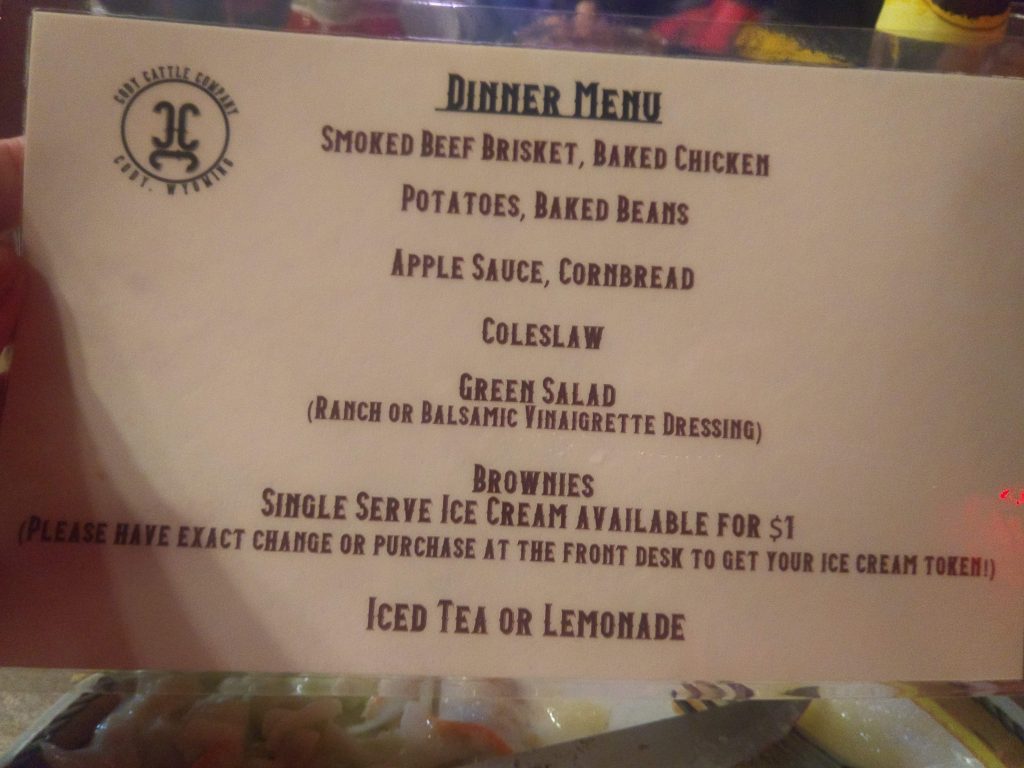 Cody Cattle Company
Cody, Wyoming
Dinner Menu
Smoked Beef Brisket, Baked Chicken
Potatoes, Baked Beans
Apple Sauce, Cornbread
Coleslaw
Green Salad
(Ranch or Balsamic Vinaigrette Dressing)
Brownies
Single Serve Ice Cream available for $1
(Please have exact change or purchase at the front desk to get your ice cream token!)
Iced Tea or Lemonade